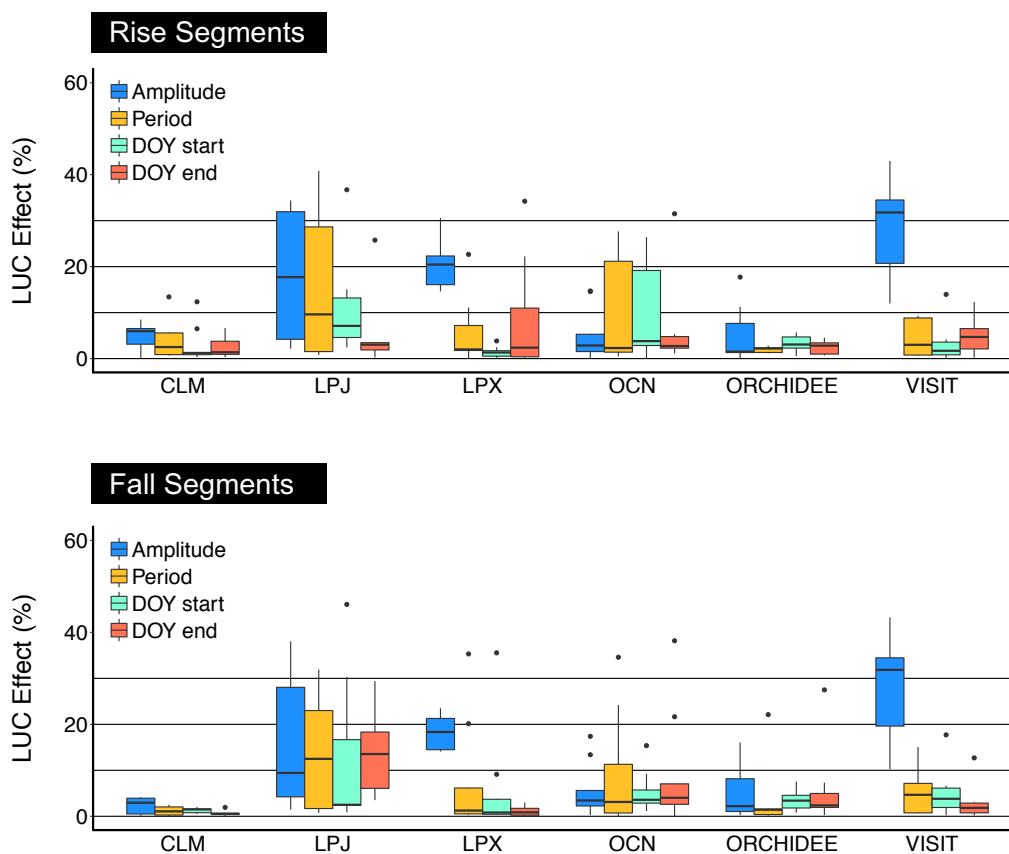 Rise Segments
60
40
20
0
LUC Effect (%)
Amplitude
Period
DOY start
DOY end
CLM LPJ LPX OCN ORCHIDEE VISIT
Fall Segments
60
40
20
0
LUC Effect (%)
Amplitude
Period
DOY start
DOY end
CLM LPJ LPX OCN ORCHIDEE VISIT